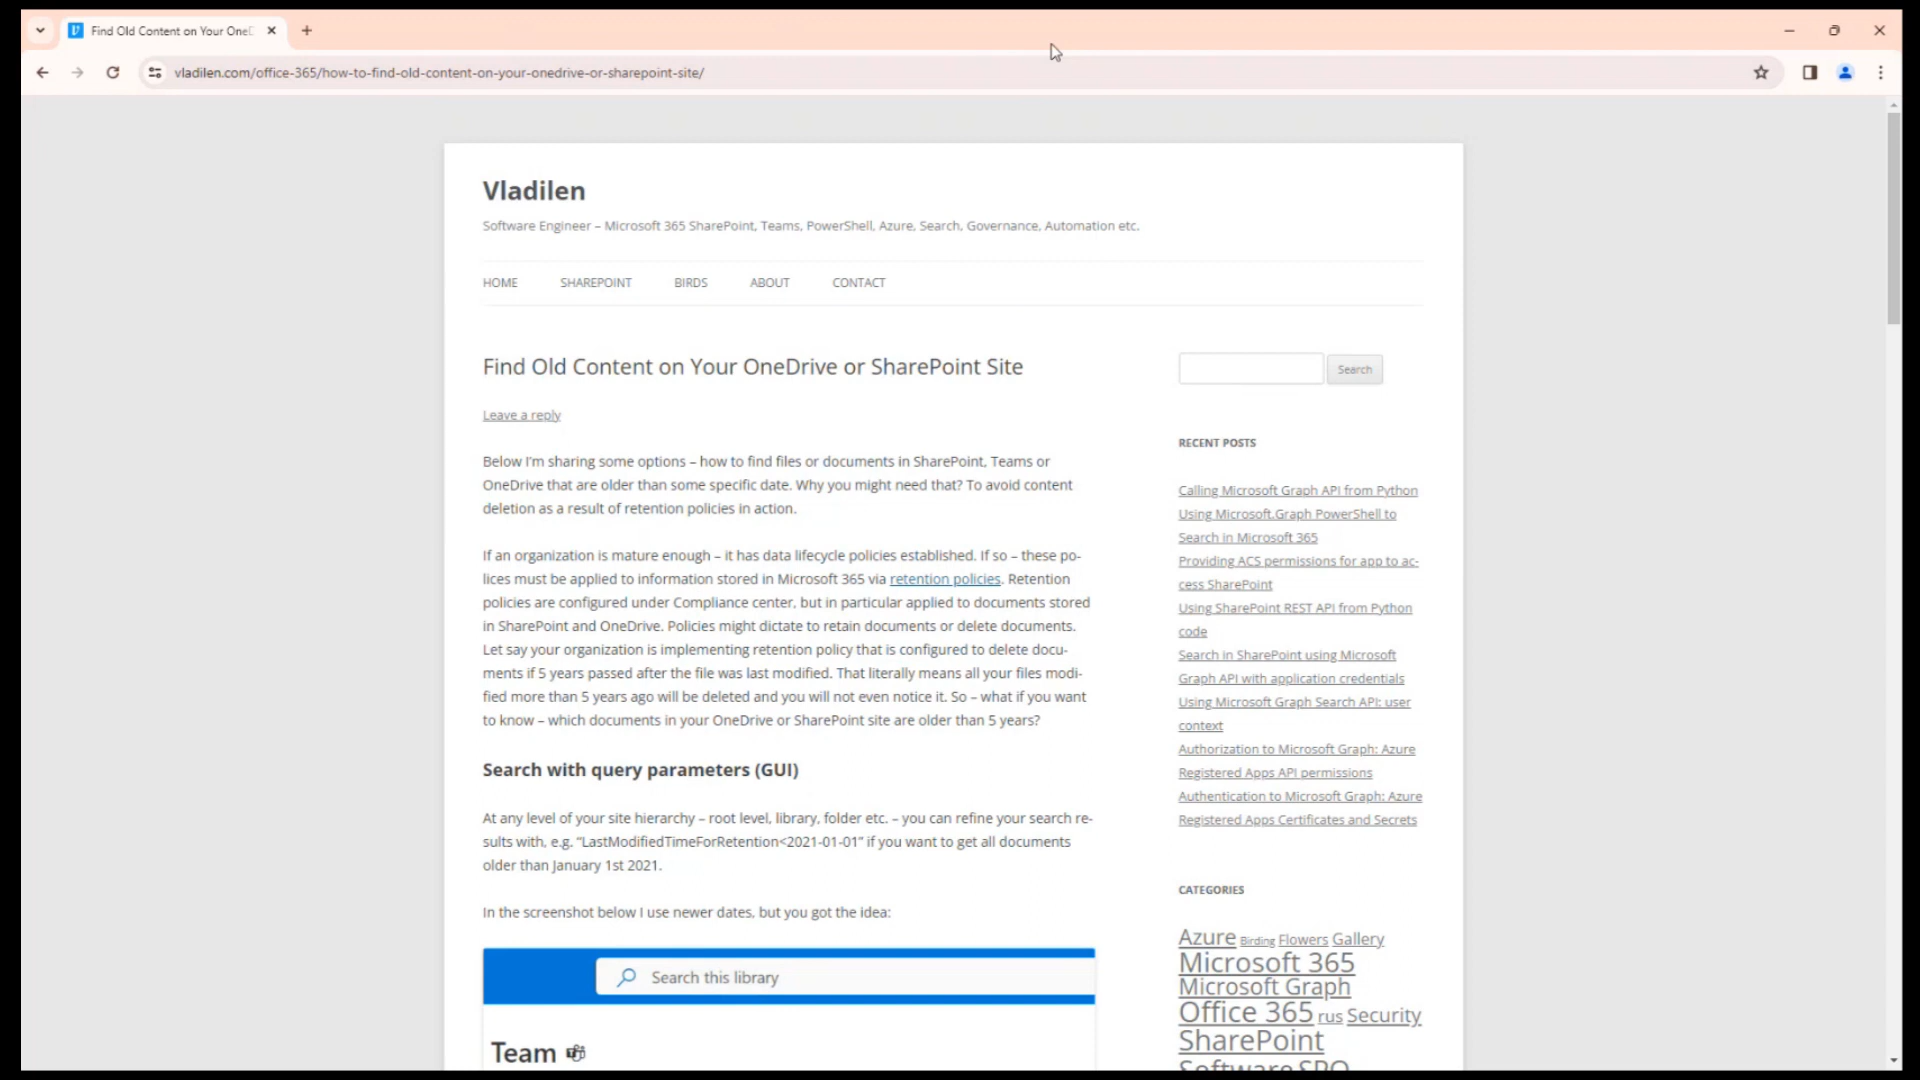 Find Old Content on Your One
vladilen.com/office-365/how-to-find-old-content-on-your-onedrive-or-sharepoint-site/
Vladilen
Software Engineer – Microsoft 365 SharePoint, Teams, PowerShell, Azure, Search, Governance, Automation etc.
HOME SHAREPOINT BIRDS ABOUT CONTACT
Find Old Content on Your OneDrive or SharePoint Site
Leave a reply
Below I'm sharing some options – how to find files or documents in SharePoint, Teams or
OneDrive that are older than some specific date. Why you might need that? To avoid content
deletion as a result of retention policies in action.
If an organization is mature enough – it has data lifecycle policies established. If so – these po-
lices must be applied to information stored in Microsoft 365 via retention policies. Retention
policies are configured under Compliance center, but in particular applied to documents stored
in SharePoint and OneDrive. Policies might dictate to retain documents or delete documents.
Let say your organization is implementing retention policy that is configured to delete docu-
ments if 5 years passed after the file was last modified. That literally means all your files modi-
fied more than 5 years ago will be deleted and you will not even notice it. So – what if you want
to know – which documents in your OneDrive or SharePoint site are older than 5 years?
Search with query parameters (GUI)
At any level of your site hierarchy – root level, library, folder etc. – you can refine your search re-
sults with, e.g. "LastModifiedTimeForRetention<2021-01-01" if you want to get all documents
older than January 1st 2021.
In the screenshot below I use newer dates, but you got the idea:
Search this library
Team
Search
RECENT POSTS
Calling Microsoft Graph API from Python
Using Microsoft.Graph PowerShell to
Search in Microsoft 365
Providing ACS permissions for app to ac-
cess SharePoint
Using SharePoint REST API from Python
code
Search in SharePoint using Microsoft
Graph API with application credentials
Using Microsoft Graph Search API: user
context
Authorization to Microsoft Graph: Azure
Registered Apps API permissions
Authentication to Microsoft Graph: Azure
Registered Apps Certificates and Secrets
CATEGORIES
Azure Birding Flowers Gallery
Microsoft 365
Microsoft Graph
Office 365 rus Security
SharePoint
Software SPO